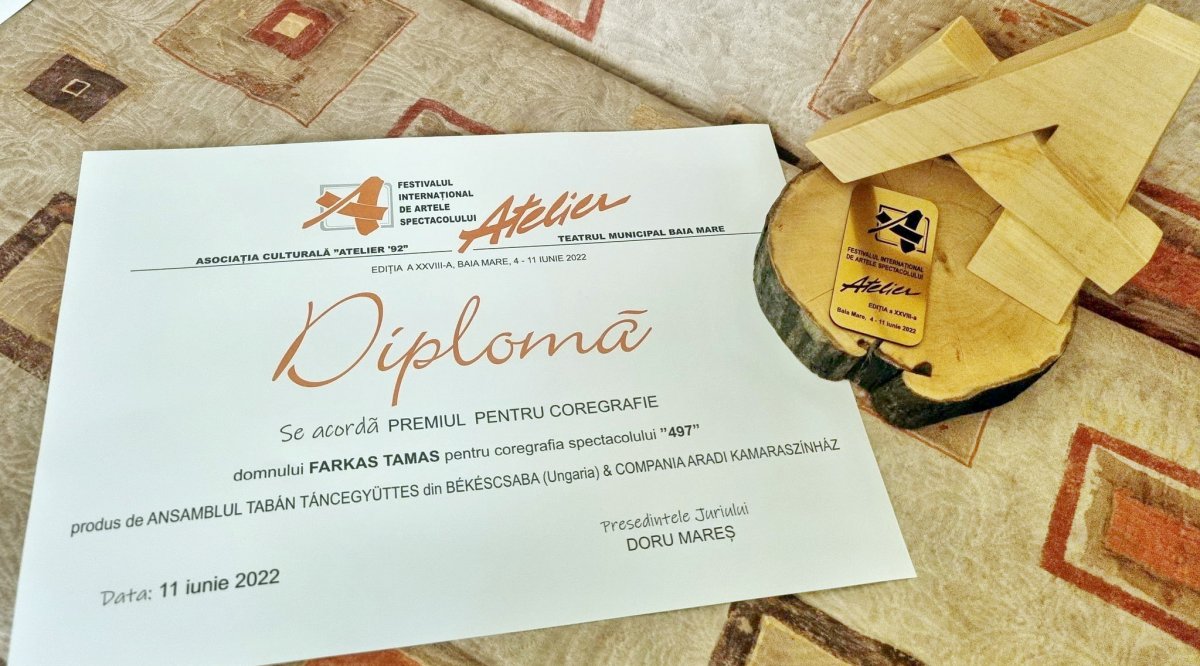 FESTIVALUL
INTERNAȚIONAL
DE ARTELE
SPECTACOLULUI
Atelier
ASOCIAȚIA CULTURALĂ "ATELIER '92"
TEATRUL MUNICIPAL BAIA MARE
EDIȚIA A XXVIII-A, BAIA MARE, 4 - 11 IUNIE 2022
Diplomă
Se acordă PREMIUL PENTRU COREGRAFIE
domnului FARKAS TAMAS pentru coregrafia spectacolului "497"
produs de ANSAMBLUL TABÁN TÁNCEGYÜTTES din BÉKÉSCSABA (Ungaria) & COMPANIA ARADI KAMARASZÍNHÁZ
Presedintele Juriului
DORU MAREȘ
Data: 11 iunie 2022
FESTIVALUL INTERNAȚIONAL
DE ARTELE SPECTACOLULUI
Atelier
EDIȚIA a XXVIII-a
Baia Mare, 4 - 11 iunie 2022